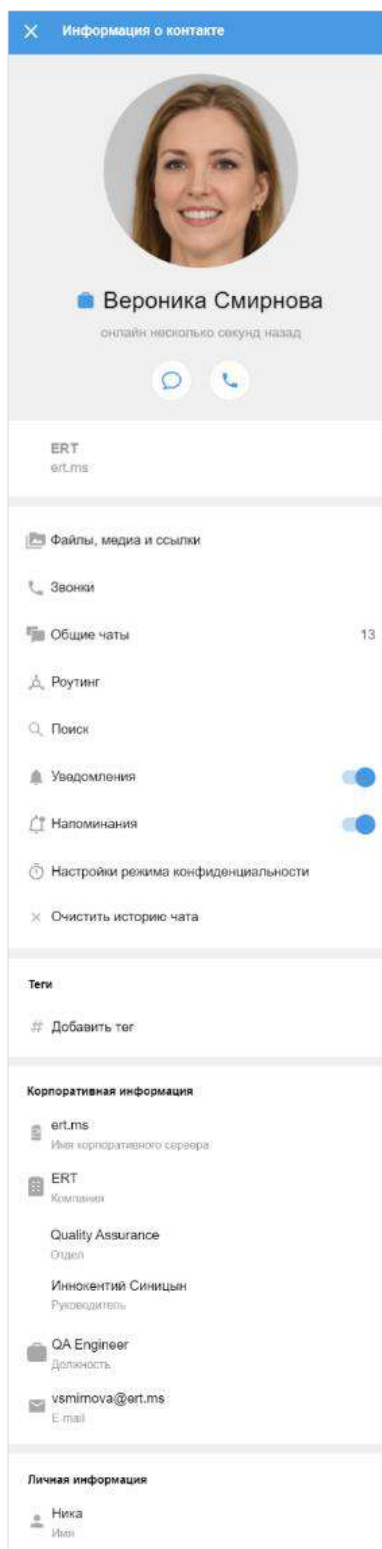 Информация о контакте
Вероника Смирнова
онлайн несколько секунд назад
ERT
ert.ms
Файлы, медиа и ссылки
Звонки
Общие чаты 13
Роутинг
Поиск
Уведомления
Напоминания
Настройки режима конфиденциальности
Очистить историю чата
Теги
# Добавить тег
Корпоративная информация
ert.ms
Имя корпоративного сервера
ERT
Компания
Quality Assurance
Отдел
Иннокентий Синицын
Руководитель
QA Engineer
Должность
vsmirnova@ert.ms
E-mail
Личная информация
Ника
Имя